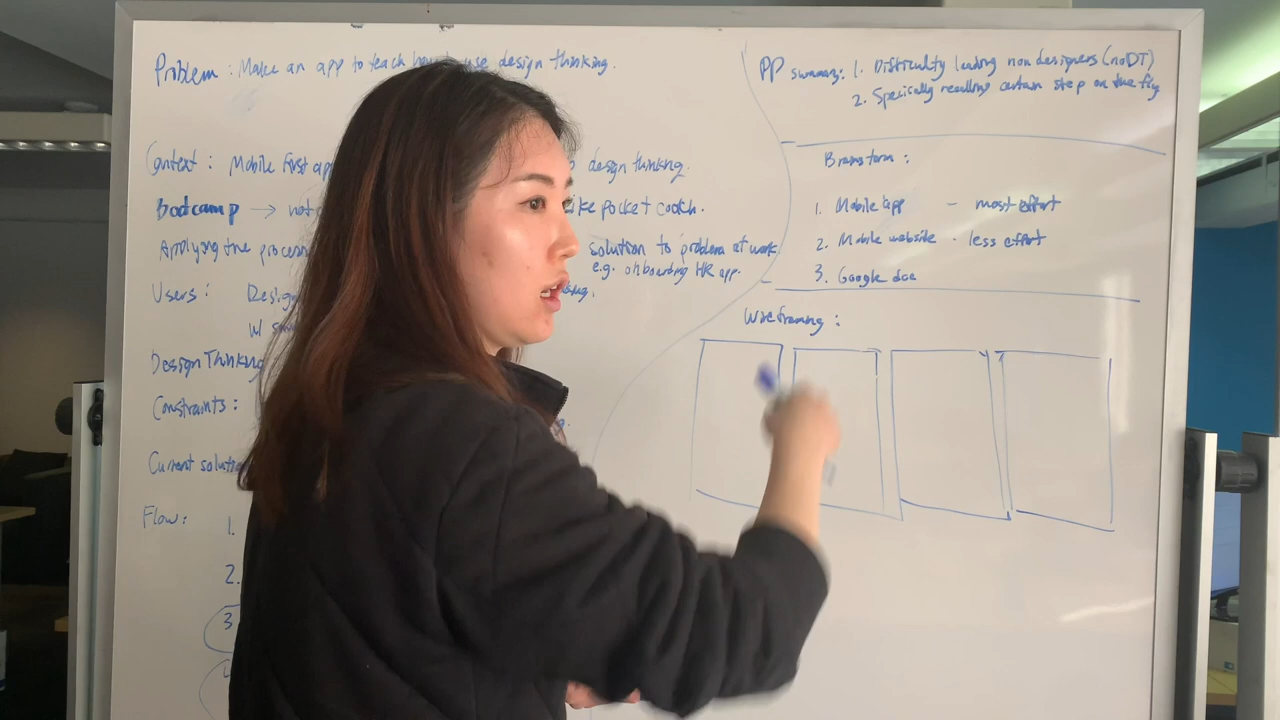 Problem : Make an app to teach how to use design thinking.
Context : Mobile first app
design thinking.
Bootcamp → not
like pocket coach.
Applying the process
solution to problem at work
e.g. onboarding HR app.
Users :
w/
Design Thinking
Constraints :
Current solution
Flow :
1.
2.
3
PP summary: 1. Difficulty leading non designers (no DT)
2. Specically recalling certain step on the fly
Brainstorm :
1. Mobile app - most effort
2. Mobile website - less effort
3. Google doc
Wireframing :